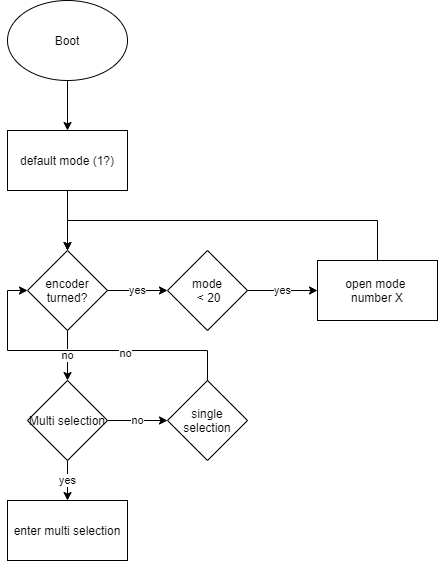 Boot
default mode (1?)
encoder
turned?
yes
mode
< 20
yes
open mode
number X
no
no
Multi selection
no
single
selection
yes
enter multi selection